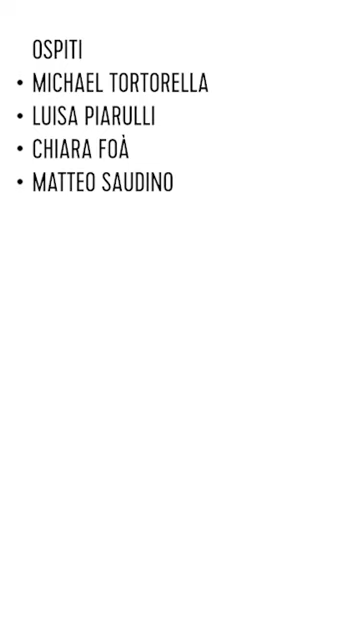 OSPITI
• MICHAEL TORTORELLA
• LUISA PIARULLI
• CHIARA FOÀ
• MATTEO SAUDINO